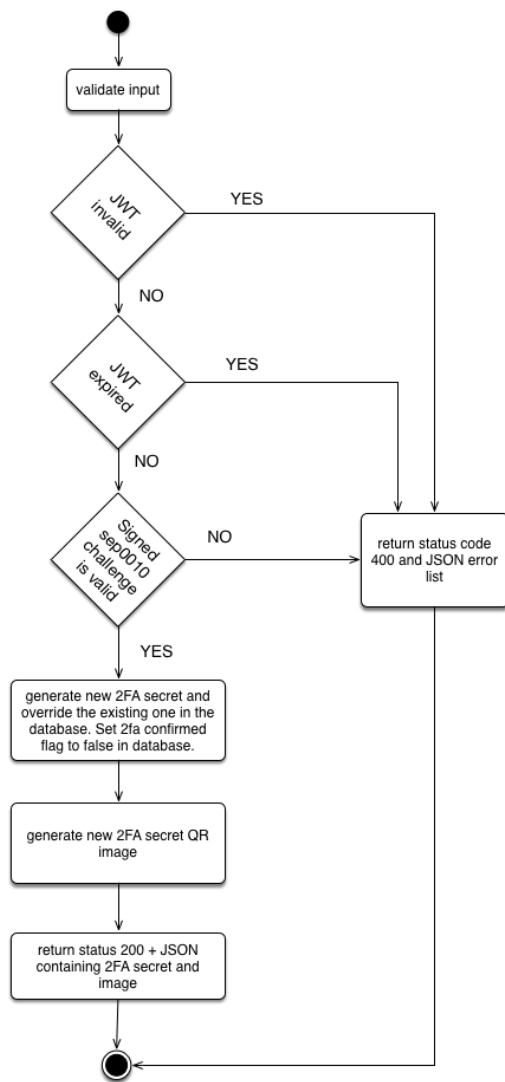 validate input
JWT
invalid
YES
NO
JWT
expired
YES
NO
Signed
sep0010
challenge
is valid
NO
return status code
400 and JSON error
list
YES
generate new 2FA secret and
override the existing one in the
database. Set 2fa confirmed
flag to false in database.
generate new 2FA secret QR
image
return status 200 + JSON
containing 2FA secret and
image